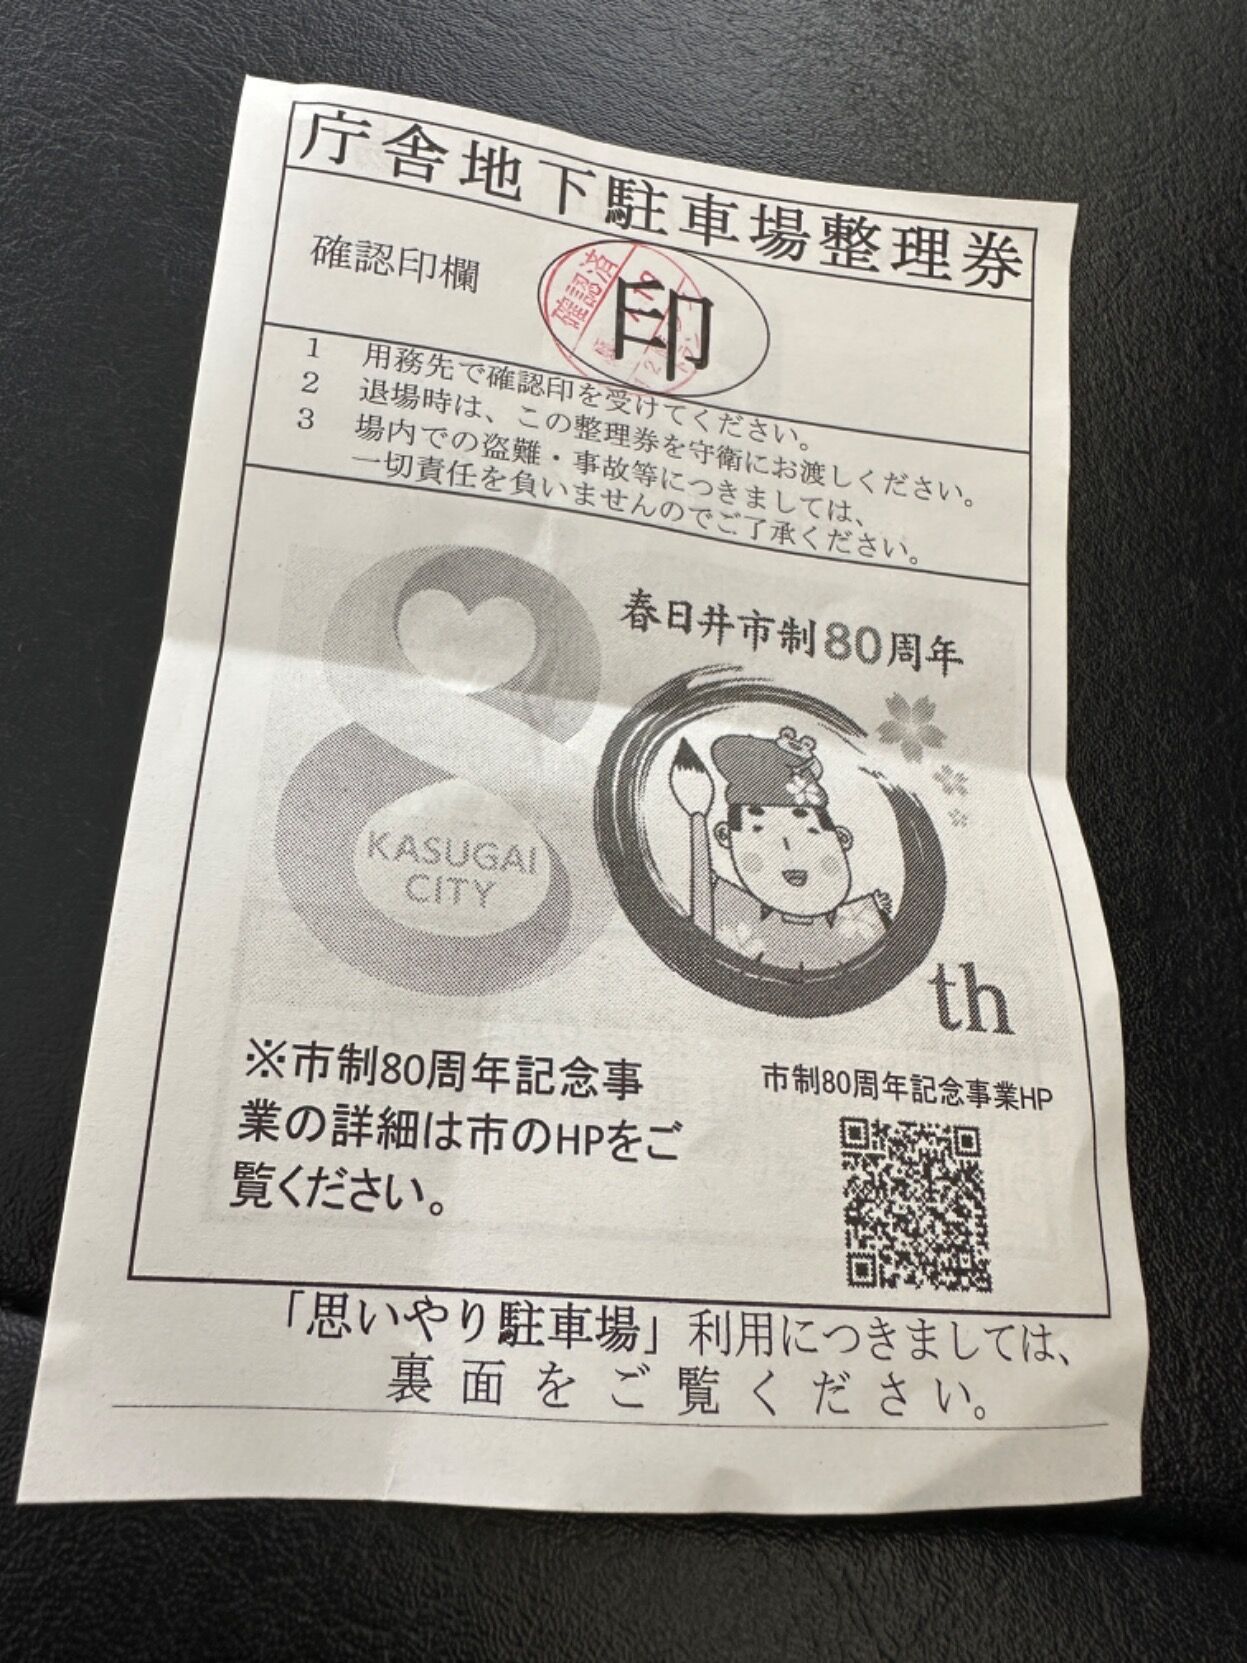 庁舎地下駐車場整理券
確認印欄
印
確認済
1 用務先で確認印を受けてください。
2 退場時は、この整理券を守衛にお渡しください。
3 場内での盗難・事故等につきましては、
一切責任を負いませんのでご了承ください。
春日井市制80周年
KASUGAI
CITY
th
※市制80周年記念事
業の詳細は市のHPをご
覧ください。
市制80周年記念事業HP
「思いやり駐車場」利用につきましては、
裏面をご覧ください。